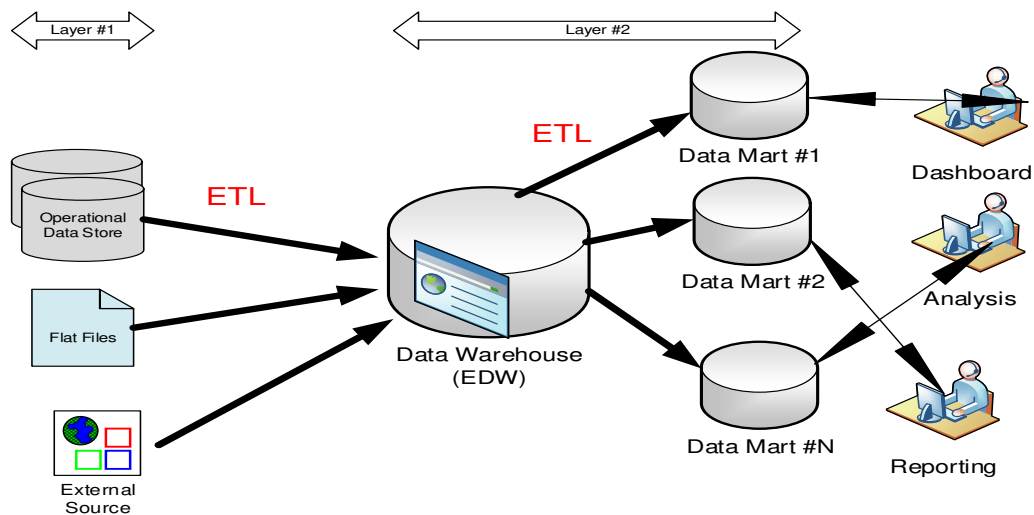 Layer #1
Layer #2
ETL
ETL
Operational
Data Store
Flat Files
External
Source
Data Warehouse
(EDW)
Data Mart #1
Data Mart #2
Data Mart #N
Dashboard
Analysis
Reporting